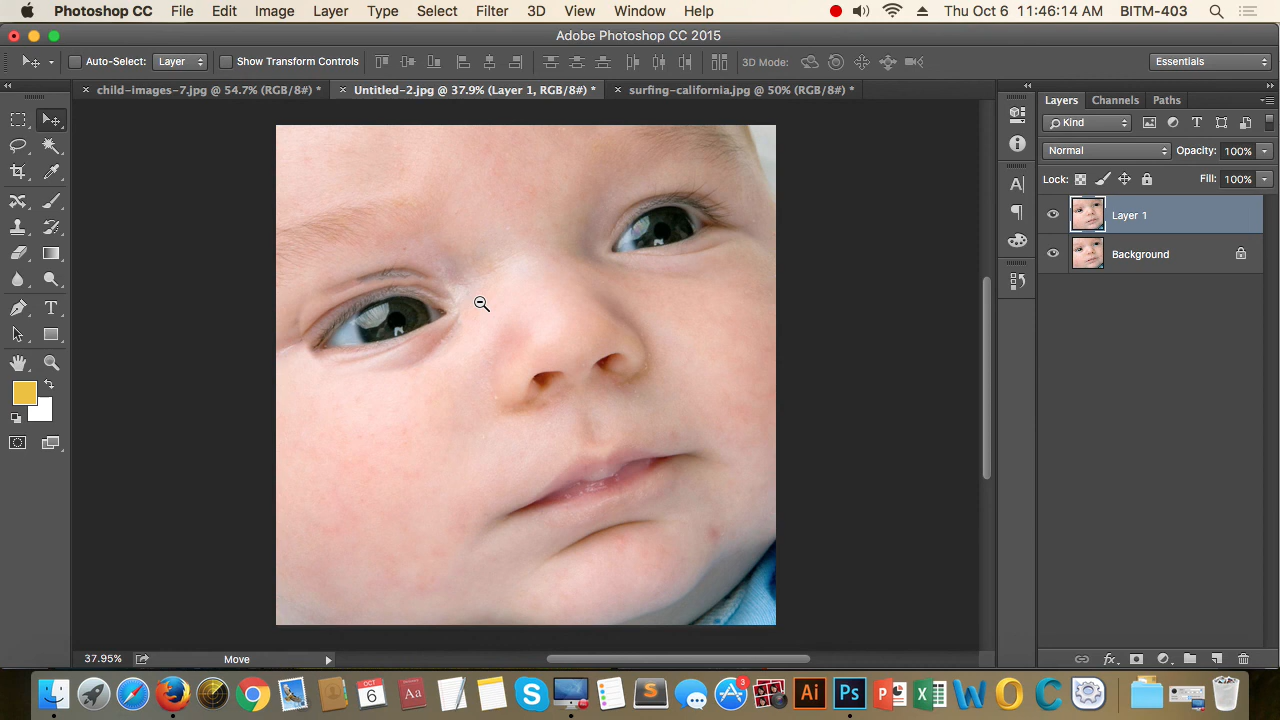 Photoshop CC File Edit Image Layer Type Select Filter 3D View Window Help Thu Oct 6 11:46:14 AM BITM-403
Adobe Photoshop CC 2015
Auto-Select: Layer Show Transform Controls 3D Mode: Essentials
child-images-7.jpg @ 54.7% (RGB/8#) * Untitled-2.jpg @ 37.9% (Layer 1, RGB/8#) * surfing-california.jpg @ 50% (RGB/8#) *
Layers Channels Paths
Kind
Normal Opacity: 100%
Lock: Fill: 100%
Layer 1
Background
37.95% Move